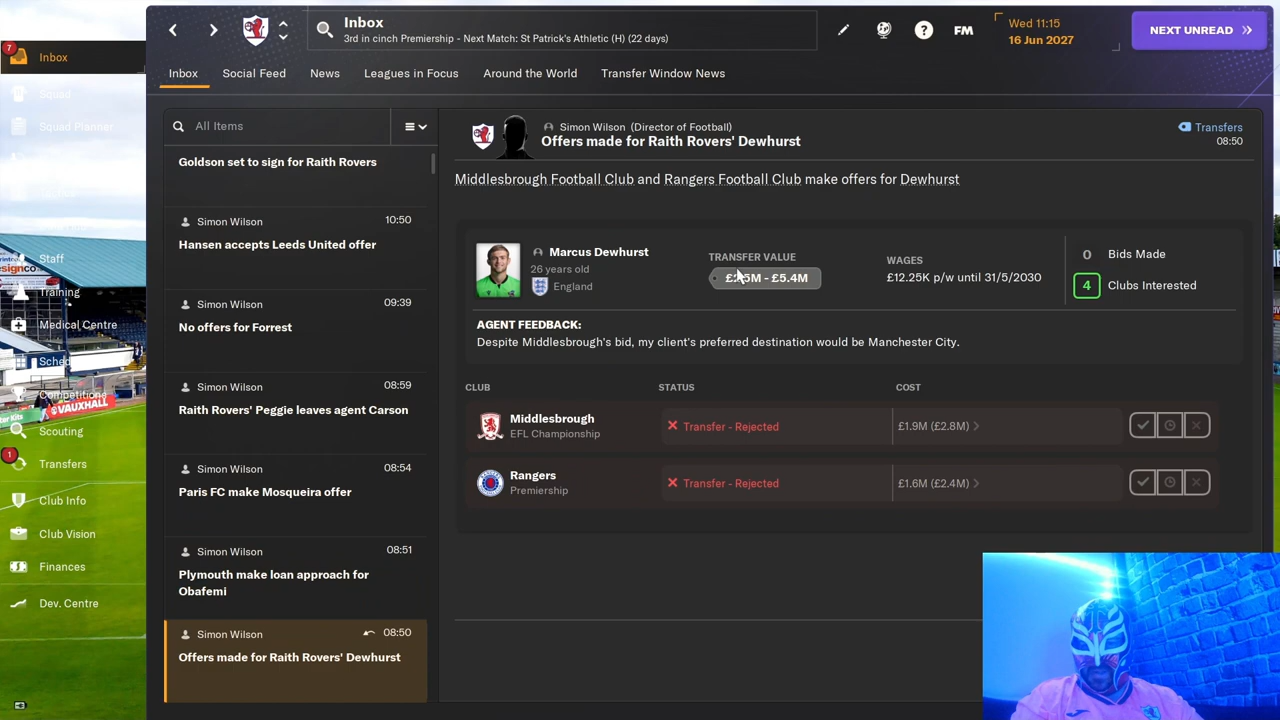 Inbox
3rd in cinch Premiership - Next Match: St Patrick's Athletic (H) (22 days)
FM
Wed 11:15
16 Jun 2027
NEXT UNREAD
7
Inbox
Squad
Squad Planner
Staff
Training
Medical Centre
Sched
Competitions
VAUXHALL
Scouting
1
Transfers
Club Info
Club Vision
Finances
Dev. Centre
Inbox
Social Feed
News
Leagues in Focus
Around the World
Transfer Window News
All Items
Goldson set to sign for Raith Rovers
Simon Wilson
10:50
Hansen accepts Leeds United offer
Simon Wilson
09:39
No offers for Forrest
Simon Wilson
08:59
Raith Rovers' Peggie leaves agent Carson
Simon Wilson
08:54
Paris FC make Mosqueira offer
Simon Wilson
08:51
Plymouth make loan approach for
Obafemi
Simon Wilson
08:50
Offers made for Raith Rovers' Dewhurst
Simon Wilson (Director of Football)
Offers made for Raith Rovers' Dewhurst
Transfers
08:50
Middlesbrough Football Club and Rangers Football Club make offers for Dewhurst
Marcus Dewhurst
26 years old
England
TRANSFER VALUE
- £5.4M
WAGES
£12.25K p/w until 31/5/2030
0 Bids Made
4 Clubs Interested
AGENT FEEDBACK:
Despite Middlesbrough's bid, my client's preferred destination would be Manchester City.
CLUB
STATUS
COST
Middlesbrough
EFL Championship
Transfer - Rejected
£1.9M (£2.8M)
Rangers
Premiership
Transfer - Rejected
£1.6M (£2.4M)